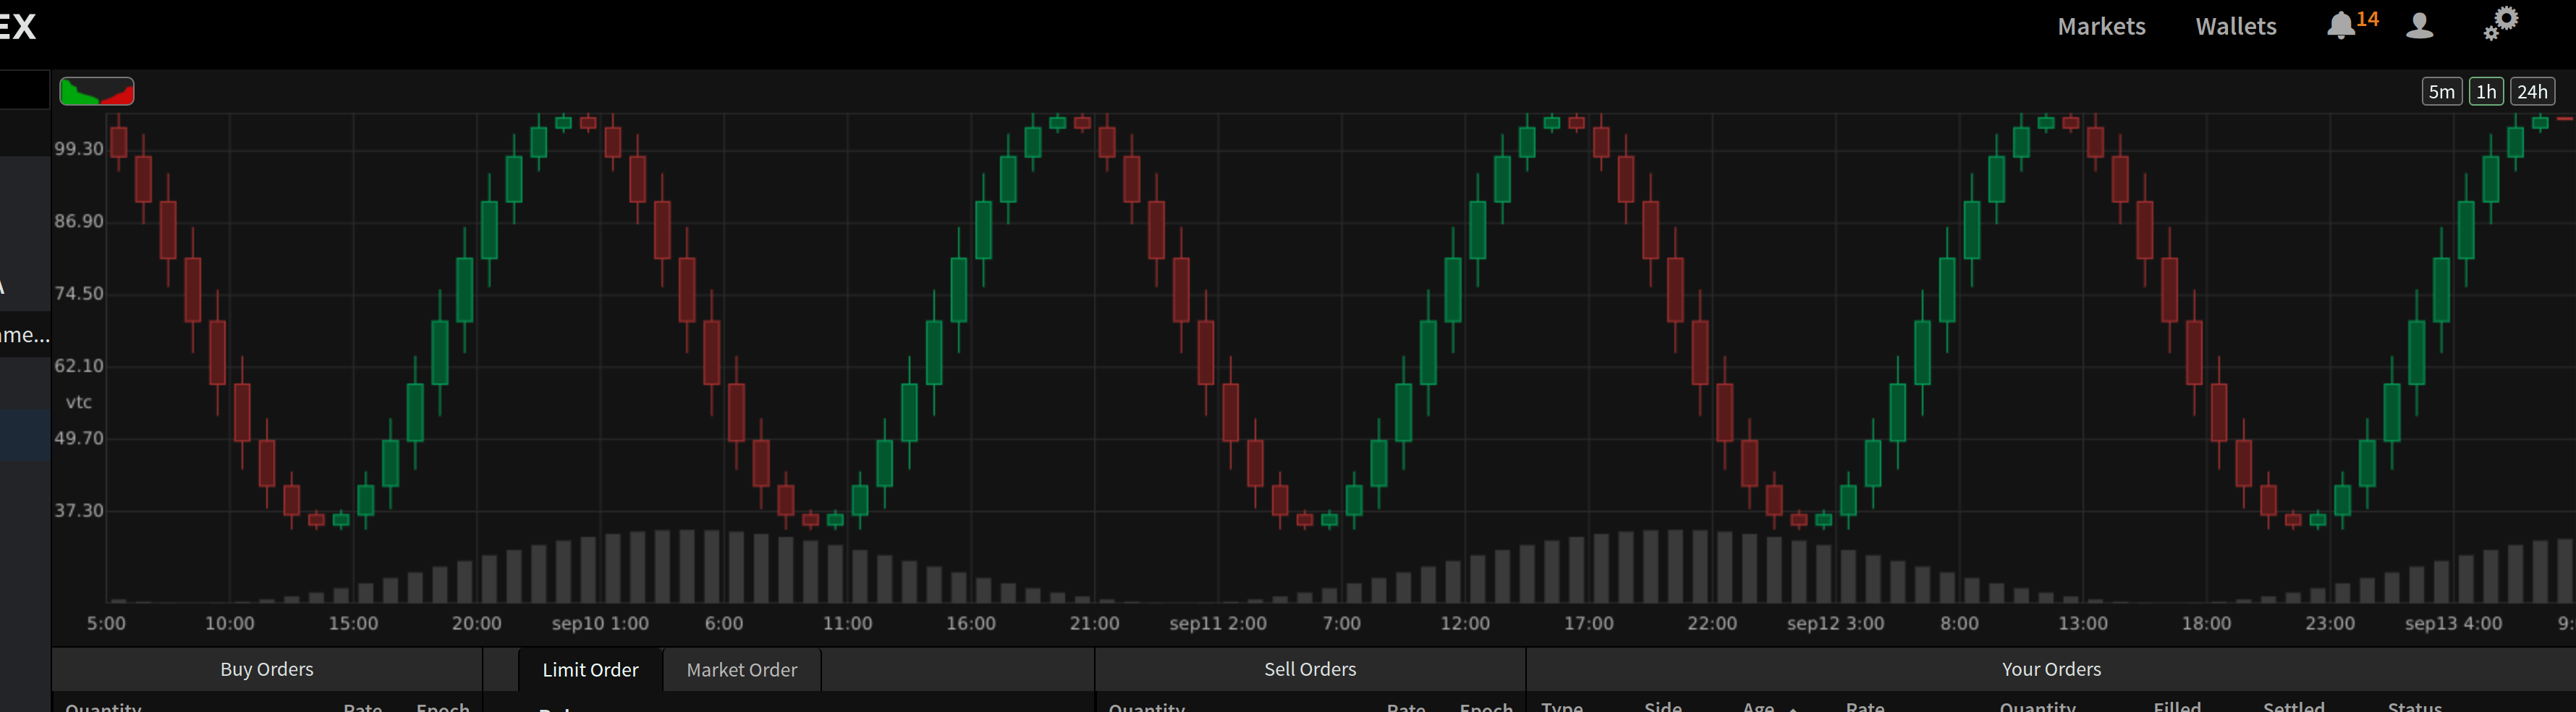 EX Markets Wallets 14
5m 1h 24h
99.30
86.90
74.50
ame...
62.10
vtc
49.70
37.30
5:00 10:00 15:00 20:00 sep10 1:00 6:00 11:00 16:00 21:00 sep11 2:00 7:00 12:00 17:00 22:00 sep12 3:00 8:00 13:00 18:00 23:00 sep13 4:00 9:
Buy Orders Limit Order Market Order Sell Orders Your Orders
Quantity Rate Epoch Quantity Rate Epoch Type Side Age Rate Quantity Filled Settled Status